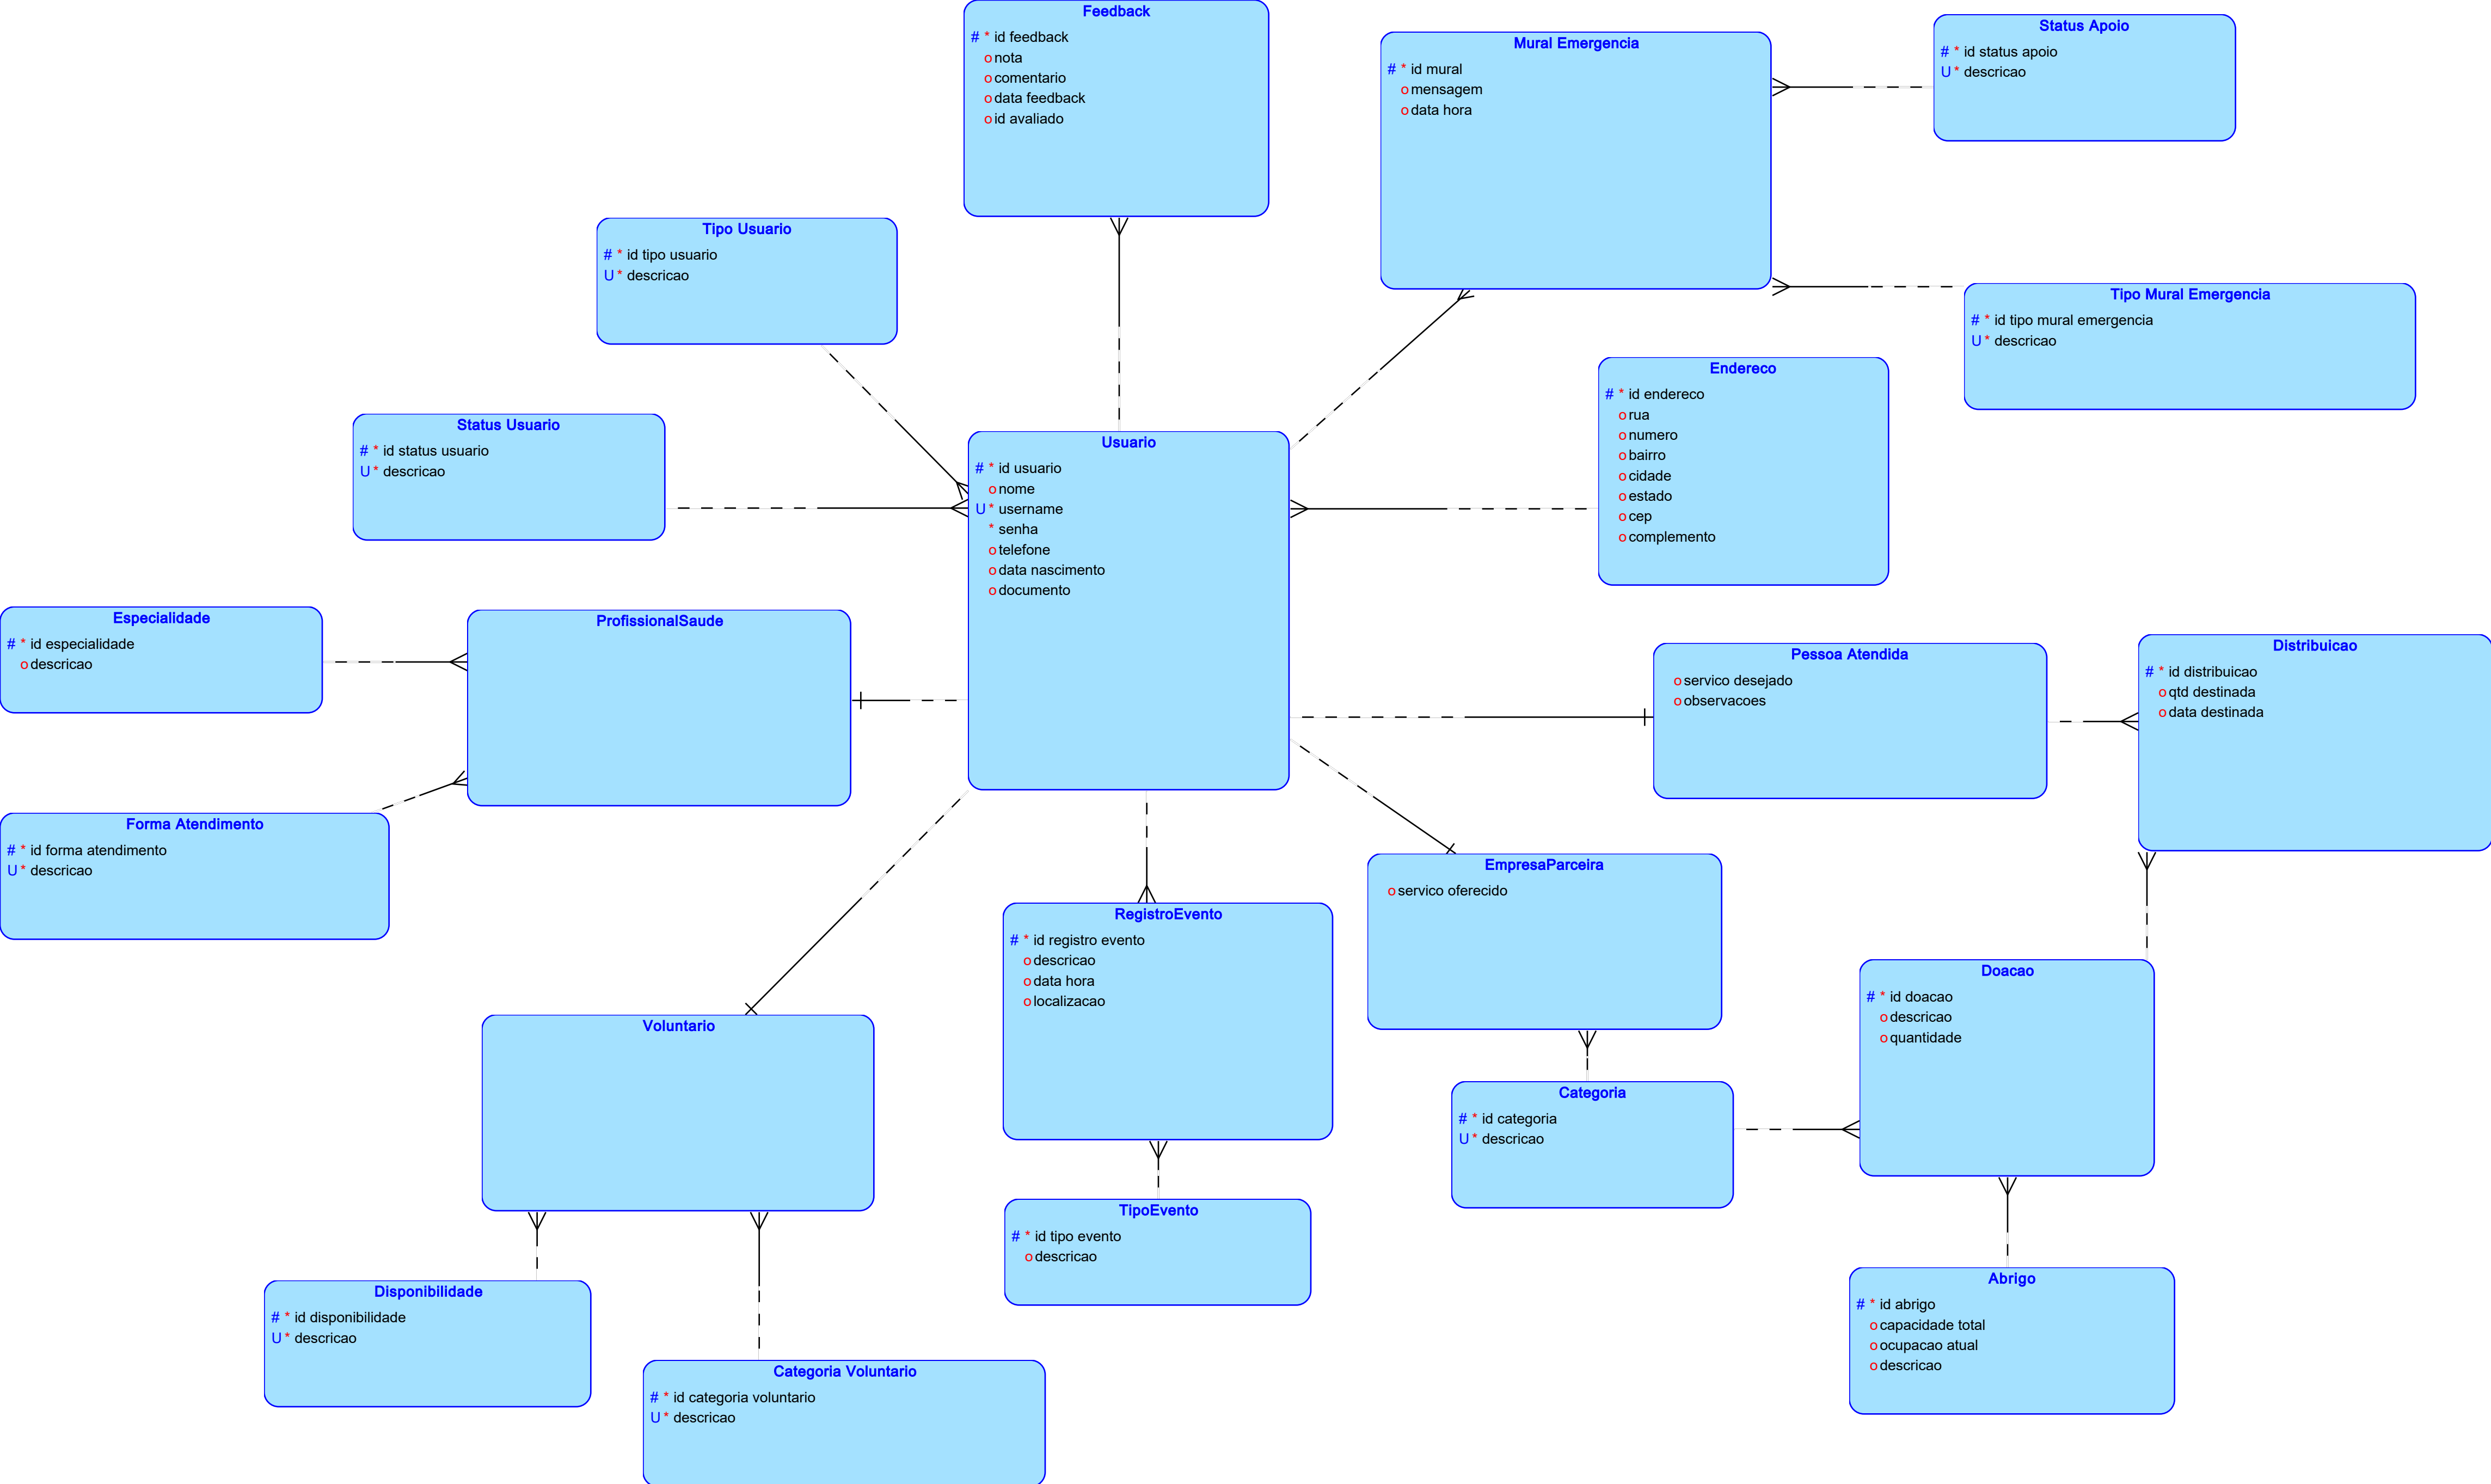 Feedback
# * id feedback
o nota
o comentario
o data feedback
o id avaliado
Mural Emergencia
# * id mural
o mensagem
o data hora
Status Apoio
# * id status apoio
U * descricao
Tipo Usuario
# * id tipo usuario
U * descricao
Tipo Mural Emergencia
# * id tipo mural emergencia
U * descricao
Endereco
# * id endereco
o rua
o numero
o bairro
o cidade
o estado
o cep
o complemento
Status Usuario
# * id status usuario
U * descricao
Usuario
# * id usuario
o nome
U * username
* senha
o telefone
o data nascimento
o documento
Especialidade
# * id especialidade
o descricao
ProfissionalSaude
Pessoa Atendida
o servico desejado
o observacoes
Distribuicao
# * id distribuicao
o qtd destinada
o data destinada
Forma Atendimento
# * id forma atendimento
U * descricao
EmpresaParceira
o servico oferecido
RegistroEvento
# * id registro evento
o descricao
o data hora
o localizacao
Doacao
# * id doacao
o descricao
o quantidade
Voluntario
Categoria
# * id categoria
U * descricao
TipoEvento
# * id tipo evento
o descricao
Abrigo
# * id abrigo
o capacidade total
o ocupacao atual
o descricao
Disponibilidade
# * id disponibilidade
U * descricao
Categoria Voluntario
# * id categoria voluntario
U * descricao